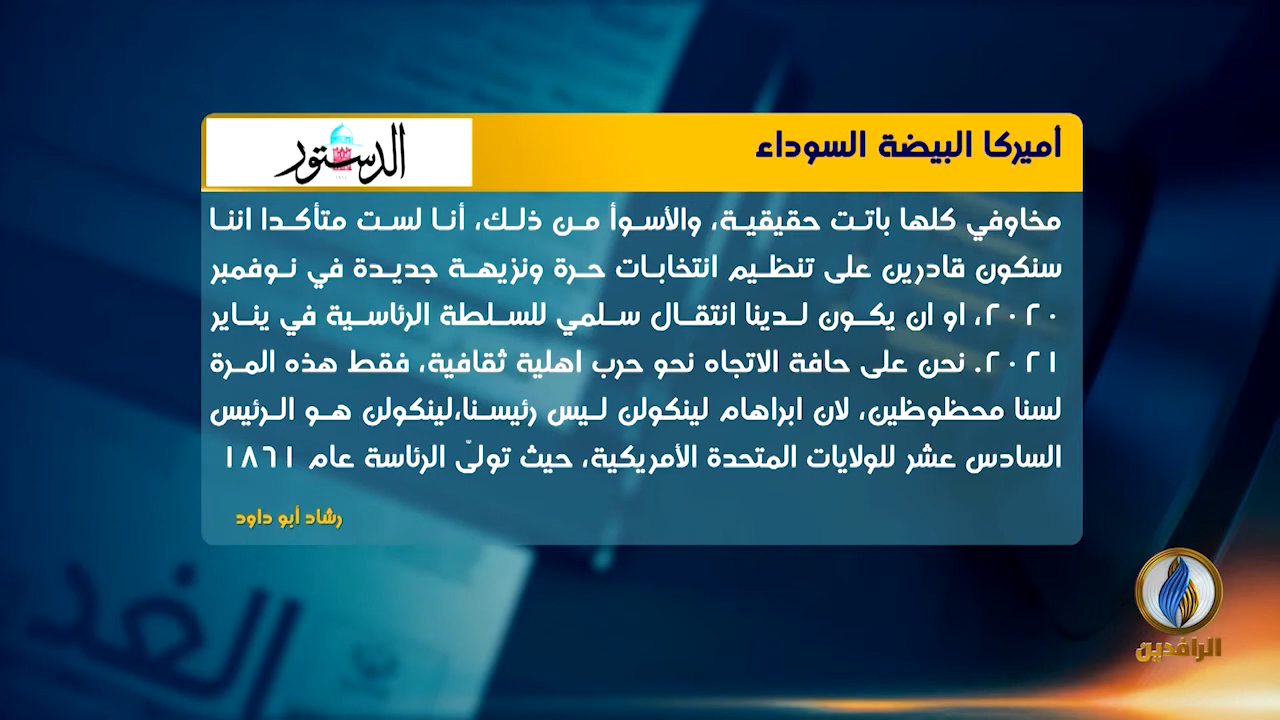 أميركا البيضة السوداء
الدستور
مخاوفي كلها باتت حقيقية، والأسوأ من ذلك، أنا لست متأكدا اننا
سنكون قادرين على تنظيم انتخابات حرة ونزيهة جديدة في نوفمبر
٢٠٢٠، او ان يكون لدينا انتقال سلمي للسلطة الرئاسية في يناير
٢٠٢١. نحن على حافة الاتجاه نحو حرب اهلية ثقافية، فقط هذه المرة
لسنا محظوظين، لان ابراهام لينكولن ليس رئيسنا،لينكولن هو الرئيس
السادس عشر للولايات المتحدة الأمريكية، حيث تولّى الرئاسة عام ١٨٦١
رشاد أبو داود
الغد
الرافدين